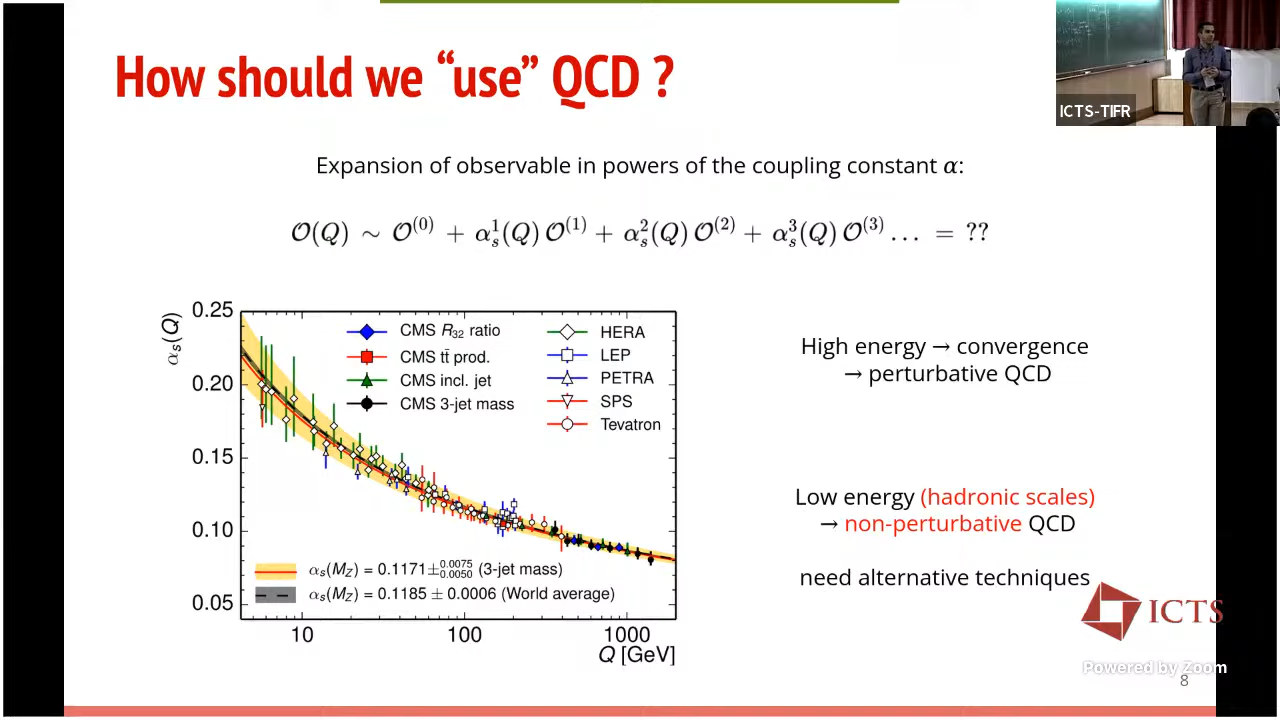 How should we “use” QCD ?
ICTS-TIFR
Expansion of observable in powers of the coupling constant α:
𝒪(Q) ∼ 𝒪^(0) + α_s^1(Q) 𝒪^(1) + α_s^2(Q) 𝒪^(2) + α_s^3(Q) 𝒪^(3) . . . = ??
α_s(Q)
0.25
0.20
0.15
0.10
0.05
CMS R_32 ratio
CMS tt̄ prod.
CMS incl. jet
CMS 3-jet mass
HERA
LEP
PETRA
SPS
Tevatron
α_s(M_Z) = 0.1171±^0.0075_0.0050 (3-jet mass)
α_s(M_Z) = 0.1185 ± 0.0006 (World average)
10
100
1000
Q [GeV]
High energy → convergence
→ perturbative QCD
Low energy (hadronic scales)
→ non-perturbative QCD
need alternative techniques
ICTS
Powered by Zoom
8